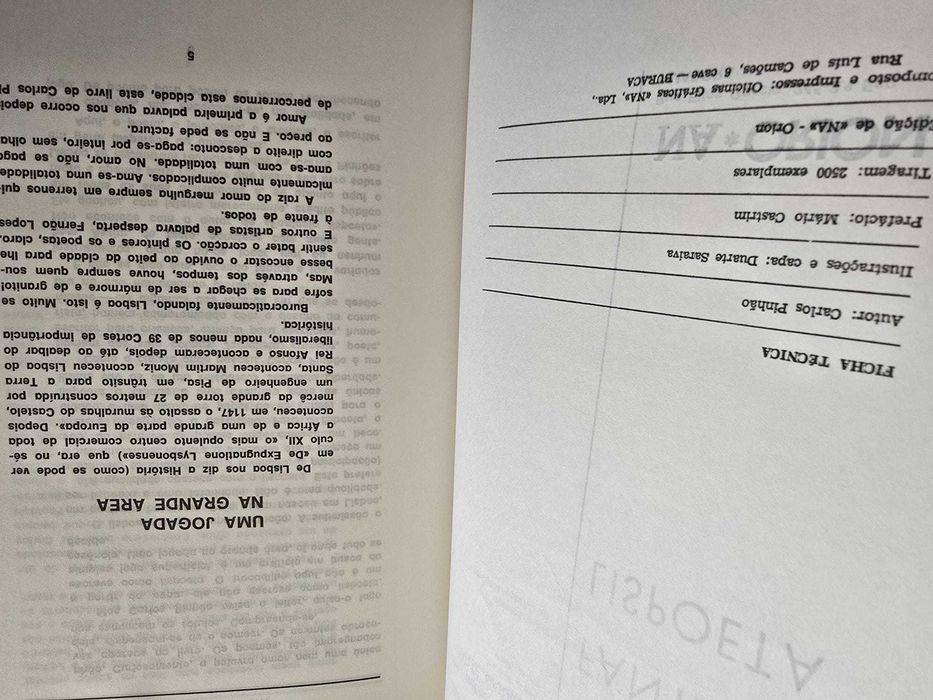 FICHA TÉCNICA
Autor: Carlos Pinhão
Ilustrações e capa: Duarte Saraiva
Prefácio: Mário Castrim
Tiragem: 2500 exemplares
Edição de «NA» - Orion
omposto e Impresso: Oficinas Gráficas «NA», Lda.,
Rua Luís de Camões, 6 cave — BURACA
UMA JOGADA
NA GRANDE ÁREA
De Lisboa nos diz a História (como se pode ver
em «De Expugnatione Lysbonense») que era, no sé-
culo XII, «o mais opulento centro comercial de toda
a África e de uma grande parte da Europa». Depois
aconteceu, em 1147, o assalto às muralhas do Castelo,
mercê da grande torre de 27 metros construída por
um engenheiro de Pisa, em trânsito para a Terra
Santa, aconteceu Martim Moniz, aconteceu Lisboa do
Rei Afonso e aconteceram depois, até ao dealbar do
liberalismo, nada menos de 39 Cortes de importância
histórica.
Burocraticamente falando, Lisboa é isto. Muito se
sofre para se chegar a ser de mármore e de granito!
Mas, através dos tempos, houve sempre quem sou-
besse encostar o ouvido ao peito da cidade para lhe
sentir bater o coração. Os pintores e os poetas, claro.
E outros artistas de palavra desperta, Fernão Lopes
à frente de todos.
A raiz do amor mergulha sempre em terrenos quí-
micamente muito complicados. Ama-se uma totalidade
ama-se com uma totalidade. No amor, não se paga
com direito a desconto: paga-se por inteiro, sem olha
ao preço. E não se pede factura.
Amor é a primeira palavra que nos ocorre depoi
de percorrermos esta cidade, este livro de Carlos Pi
5